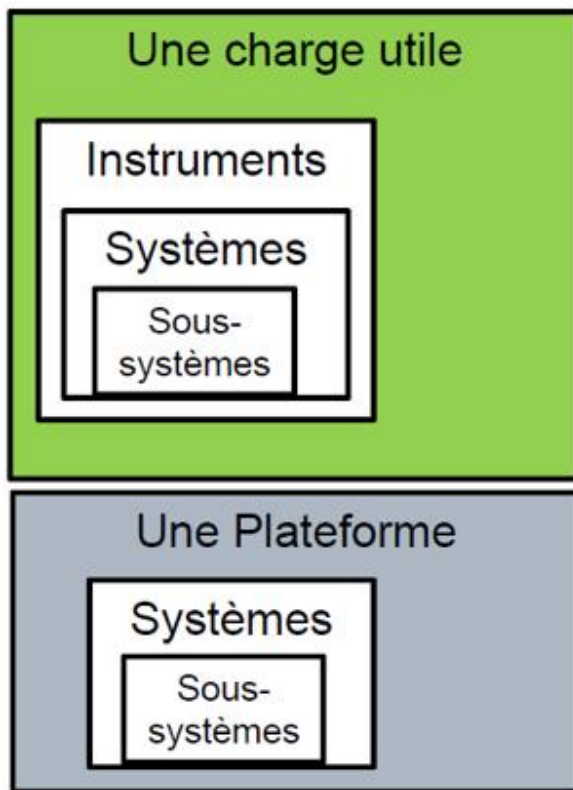 Une charge utile
Instruments
Systèmes
Sous-
systèmes
Une Plateforme
Systèmes
Sous-
systèmes